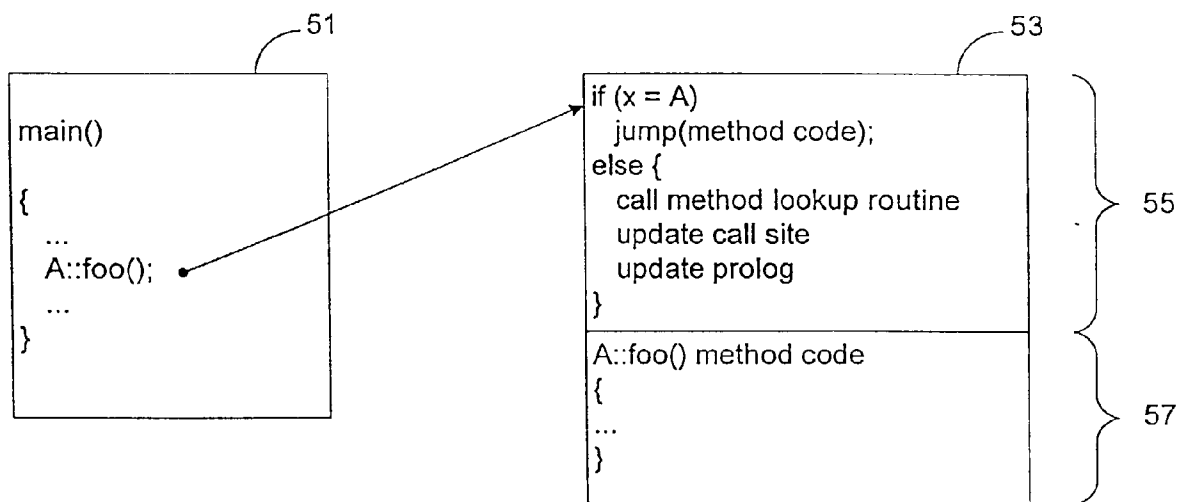 51
main()
{
...
A::foo();
...
}
53
if (x = A)
jump(method code);
else {
call method lookup routine
update call site
update prolog
}
55
A::foo() method code
{
...
}
57